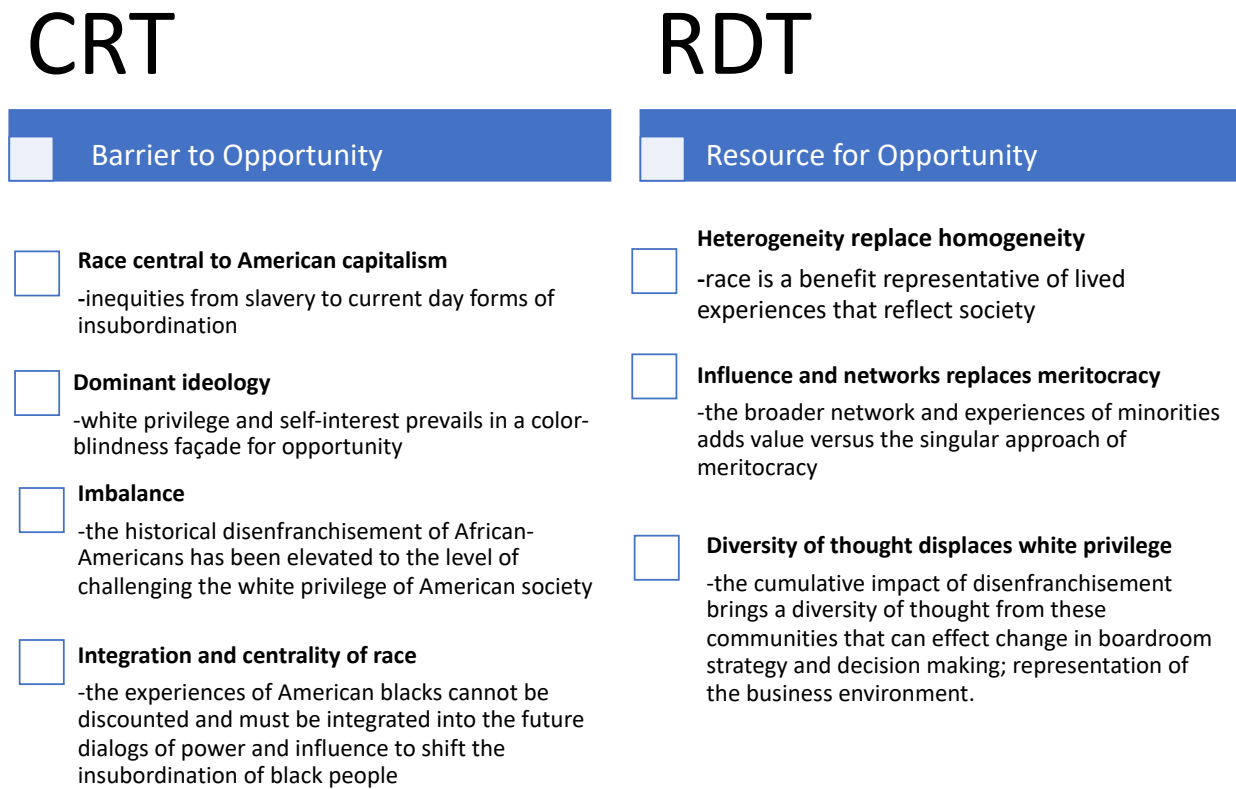 CRT
Barrier to Opportunity
Race central to American capitalism
-inequities from slavery to current day forms of
insubordination
Dominant ideology
-white privilege and self-interest prevails in a color-
blindness façade for opportunity
Imbalance
-the historical disenfranchisement of African-
Americans has been elevated to the level of
challenging the white privilege of American society
Integration and centrality of race
-the experiences of American blacks cannot be
discounted and must be integrated into the future
dialogs of power and influence to shift the
insubordination of black people
RDT
Resource for Opportunity
Heterogeneity replace homogeneity
-race is a benefit representative of lived
experiences that reflect society
Influence and networks replaces meritocracy
-the broader network and experiences of minorities
adds value versus the singular approach of
meritocracy
Diversity of thought displaces white privilege
-the cumulative impact of disenfranchisement
brings a diversity of thought from these
communities that can effect change in boardroom
strategy and decision making; representation of
the business environment.